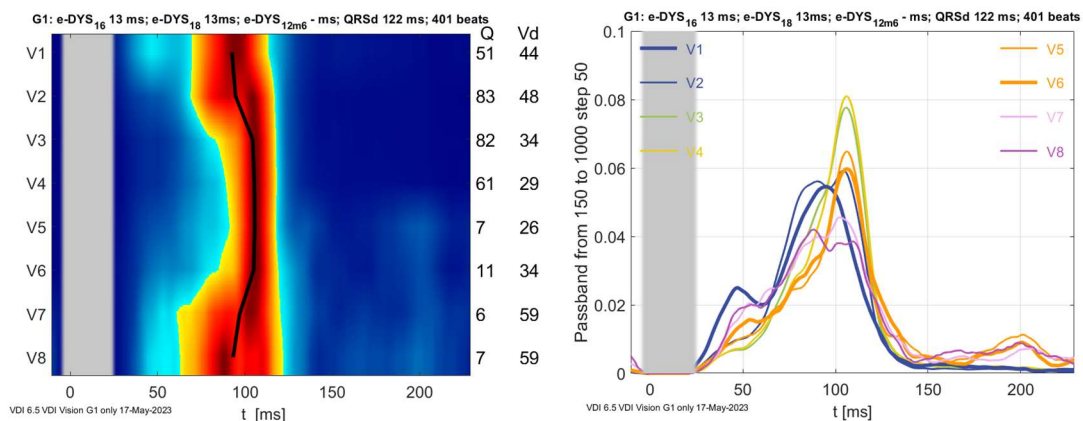 G1: e-DYS16 13 ms; e-DYS18 13ms; e-DYS12m6 - ms; QRSd 122 ms; 401 beats
Q Vd
V1 51 44
V2 83 48
V3 82 34
V4 61 29
V5 7 26
V6 11 34
V7 6 59
V8 7 59
0 50 100 150 200
t [ms]
VDI 6.5 VDI Vision G1 only 17-May-2023
G1: e-DYS16 13 ms; e-DYS18 13ms; e-DYS12m6 - ms; QRSd 122 ms; 401 beats
Passband from 150 to 1000 step 50
0.1
0.08
0.06
0.04
0.02
0
V1 V5
V2 V6
V3 V7
V4 V8
0 50 100 150 200
t [ms]
VDI 6.5 VDI Vision G1 only 17-May-2023